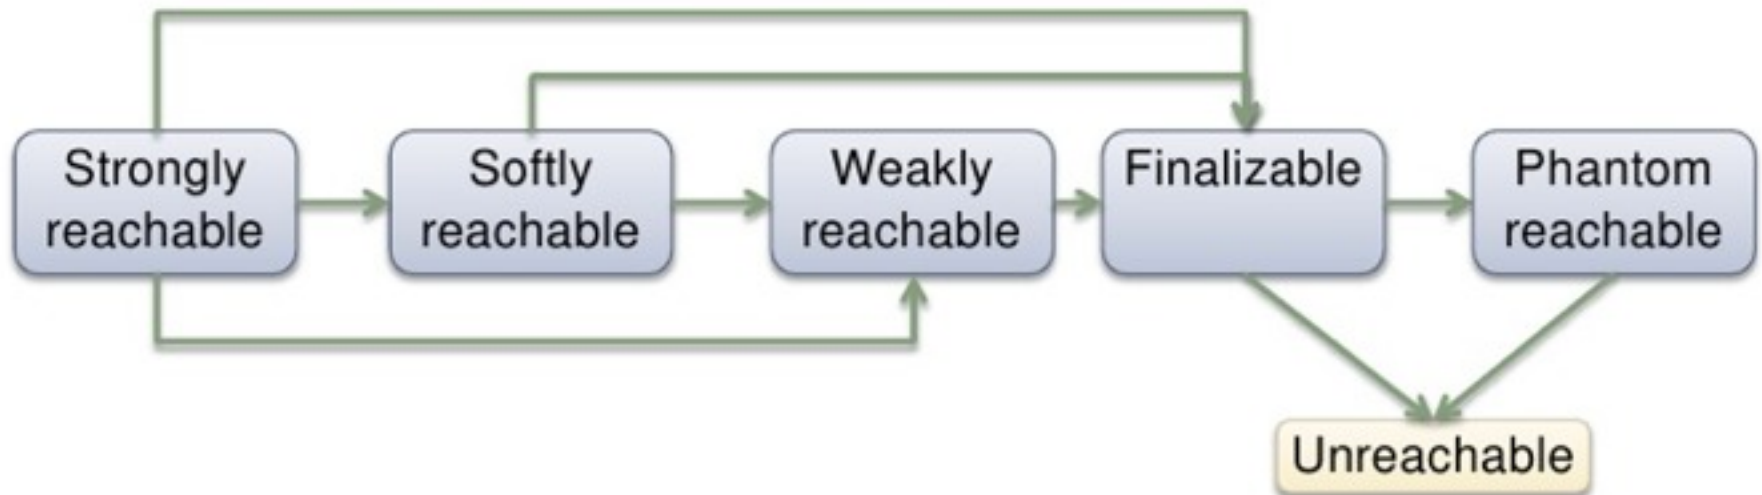 Strongly
reachable
Softly
reachable
Weakly
reachable
Finalizable
Phantom
reachable
Unreachable